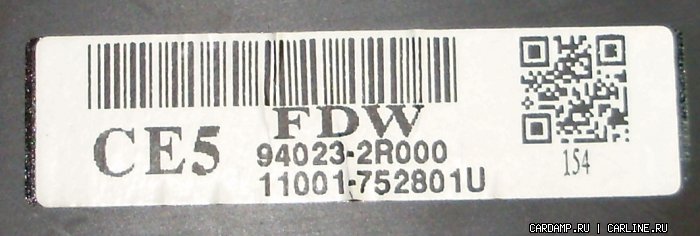 FDW
CE5
94023-2R000
11001-752801U
154
CARDAMP.RU | CARLINE.RU